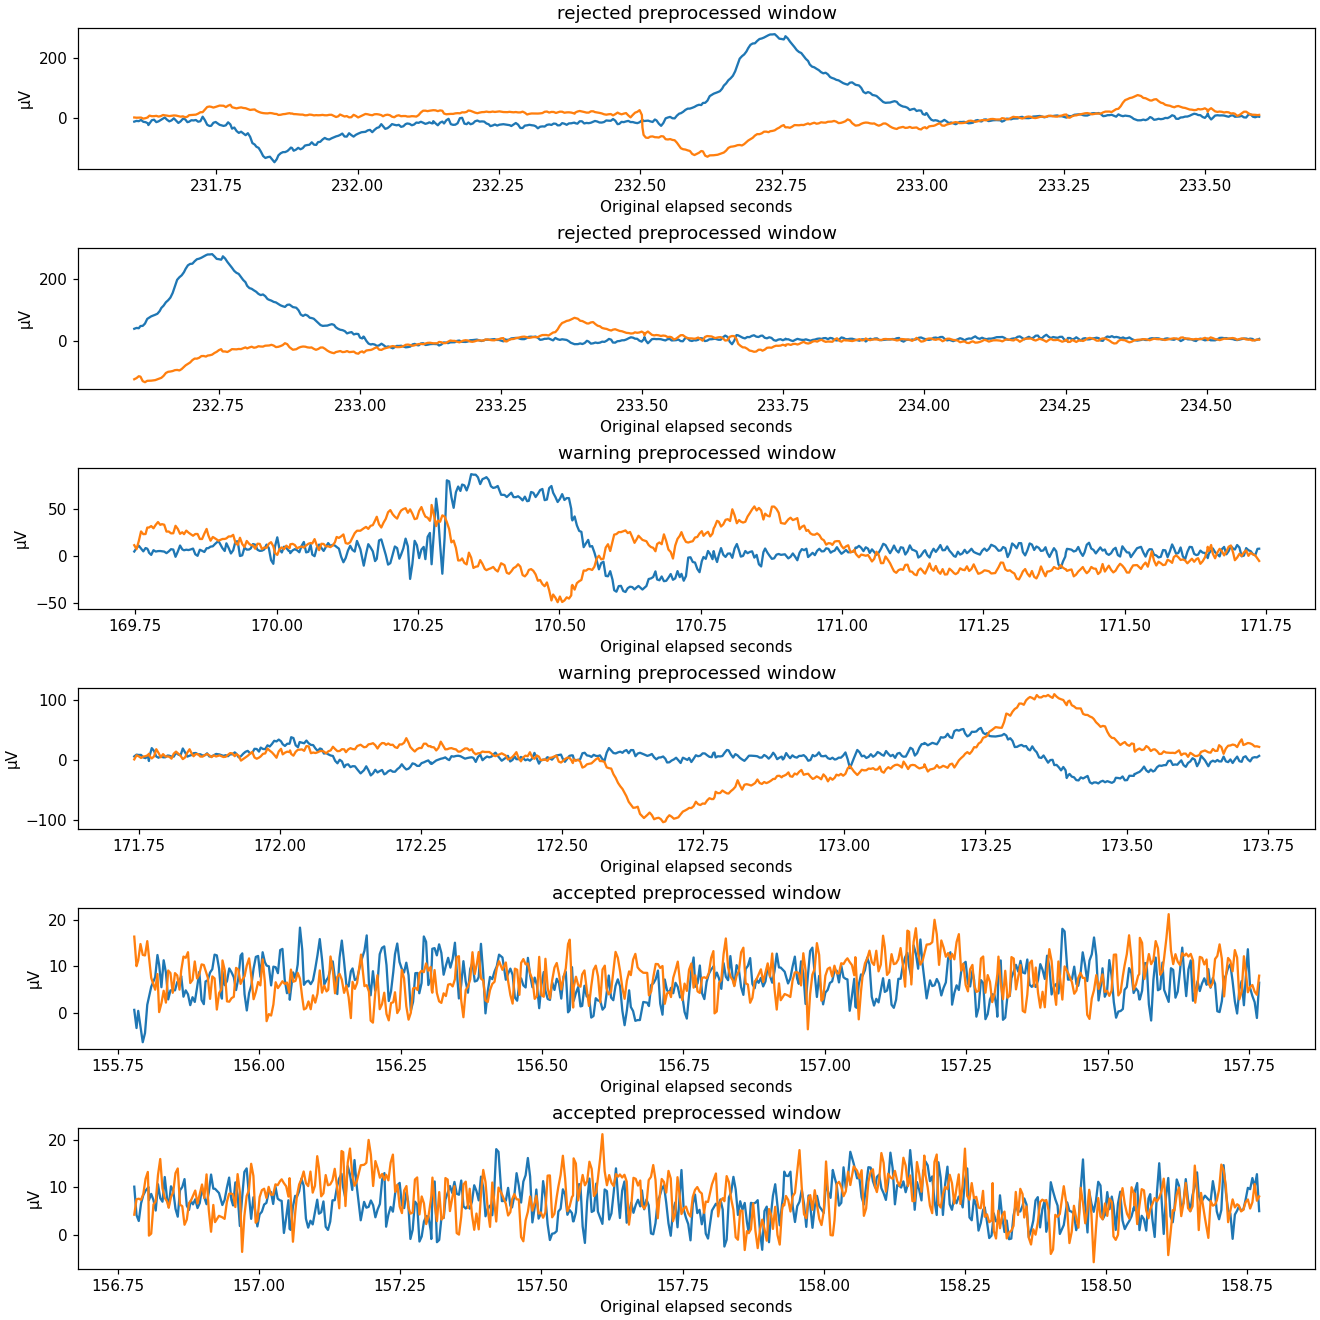 rejected preprocessed window
200
0
µV
231.75 232.00 232.25 232.50 232.75 233.00 233.25 233.50
Original elapsed seconds
rejected preprocessed window
200
0
µV
232.75 233.00 233.25 233.50 233.75 234.00 234.25 234.50
Original elapsed seconds
warning preprocessed window
50
0
−50
µV
169.75 170.00 170.25 170.50 170.75 171.00 171.25 171.50 171.75
Original elapsed seconds
warning preprocessed window
100
0
−100
µV
171.75 172.00 172.25 172.50 172.75 173.00 173.25 173.50 173.75
Original elapsed seconds
accepted preprocessed window
20
10
0
µV
155.75 156.00 156.25 156.50 156.75 157.00 157.25 157.50 157.75
Original elapsed seconds
accepted preprocessed window
20
10
0
µV
156.75 157.00 157.25 157.50 157.75 158.00 158.25 158.50 158.75
Original elapsed seconds